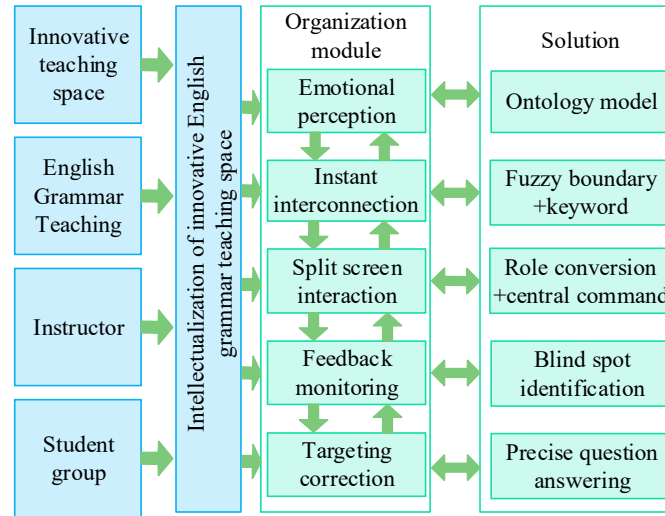 Innovative
teaching
space
English
Grammar
Teaching
Instructor
Student
group
Intellectualization of innovative English
grammar teaching space
Organization
module
Emotional
perception
Instant
interconnection
Split screen
interaction
Feedback
monitoring
Targeting
correction
Solution
Ontology model
Fuzzy boundary
+keyword
Role conversion
+central command
Blind spot
identification
Precise question
answering